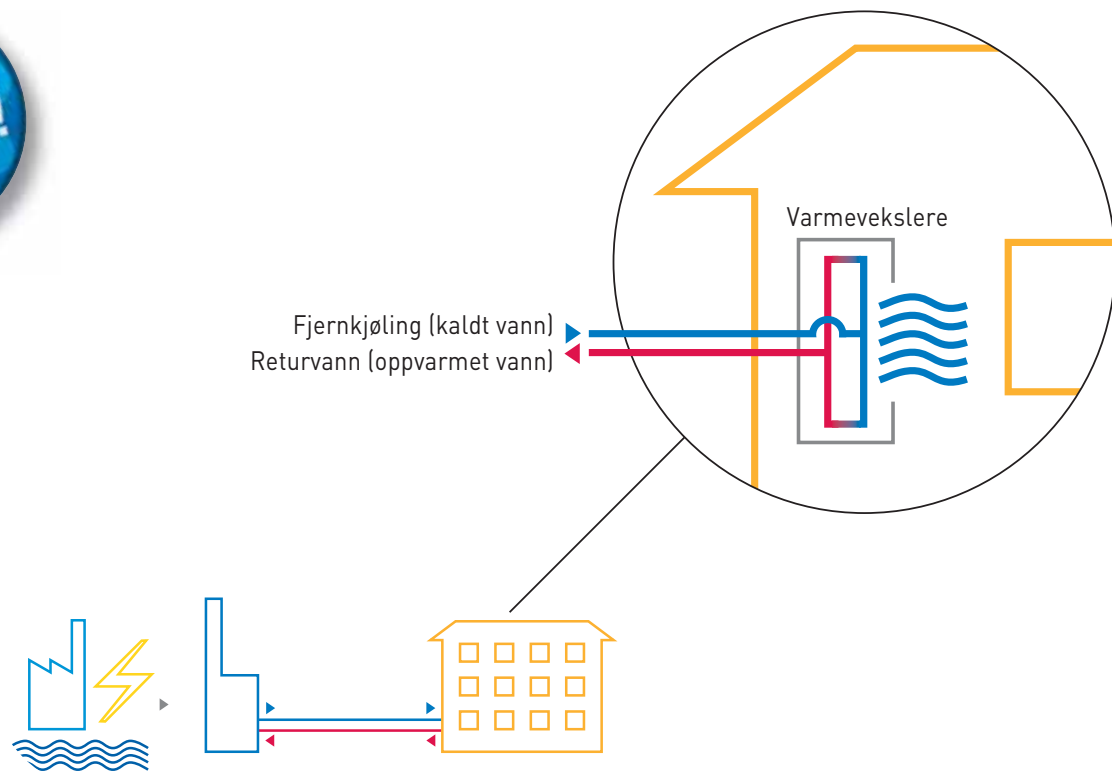 Varmevekslere
Fjernkjøling (kaldt vann)
Returvann (oppvarmet vann)